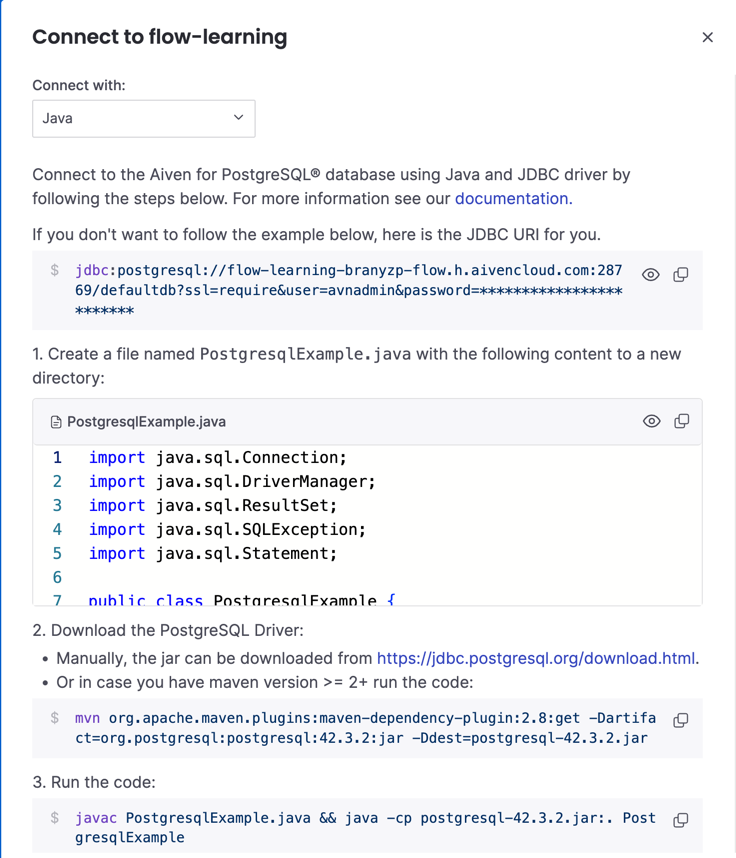 Connect to flow-learning
Connect with:
Java
Connect to the Aiven for PostgreSQL® database using Java and JDBC driver by
following the steps below. For more information see our documentation.
If you don't want to follow the example below, here is the JDBC URI for you.
$ jdbc:postgresql://flow-learning-branyzp-flow.h.aivencloud.com:287
69/defaultdb?ssl=require&user=avnadmin&password=*****************
*******
1. Create a file named PostgresqlExample.java with the following content to a new
directory:
PostgresqlExample.java
1 import java.sql.Connection;
2 import java.sql.DriverManager;
3 import java.sql.ResultSet;
4 import java.sql.SQLException;
5 import java.sql.Statement;
6
7 public class PostgresqlExample {
2. Download the PostgreSQL Driver:
• Manually, the jar can be downloaded from https://jdbc.postgresql.org/download.html.
• Or in case you have maven version >= 2+ run the code:
$ mvn org.apache.maven.plugins:maven-dependency-plugin:2.8:get -Dartifa
ct=org.postgresql:postgresql:42.3.2:jar -Ddest=postgresql-42.3.2.jar
3. Run the code:
$ javac PostgresqlExample.java && java -cp postgresql-42.3.2.jar:. Post
gresqlExample